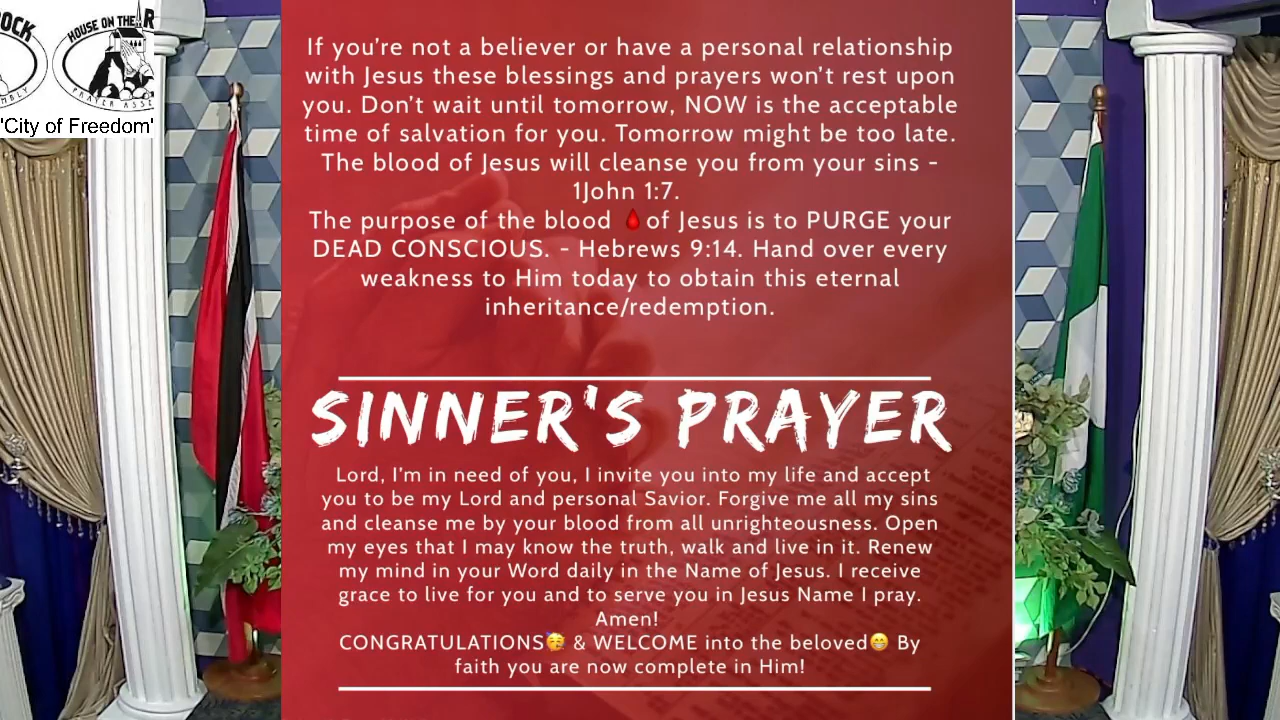 OCK
HOUSE ON THE R
MBLY
PRAYER ASSE
'City of Freedom'
If you’re not a believer or have a personal relationship
with Jesus these blessings and prayers won’t rest upon
you. Don’t wait until tomorrow, NOW is the acceptable
time of salvation for you. Tomorrow might be too late.
The blood of Jesus will cleanse you from your sins -
1John 1:7.
The purpose of the blood 🩸of Jesus is to PURGE your
DEAD CONSCIOUS. - Hebrews 9:14. Hand over every
weakness to Him today to obtain this eternal
inheritance/redemption.
SINNER'S PRAYER
Lord, I’m in need of you, I invite you into my life and accept
you to be my Lord and personal Savior. Forgive me all my sins
and cleanse me by your blood from all unrighteousness. Open
my eyes that I may know the truth, walk and live in it. Renew
my mind in your Word daily in the Name of Jesus. I receive
grace to live for you and to serve you in Jesus Name I pray.
Amen!
CONGRATULATIONS🥳 & WELCOME into the beloved😁 By
faith you are now complete in Him!